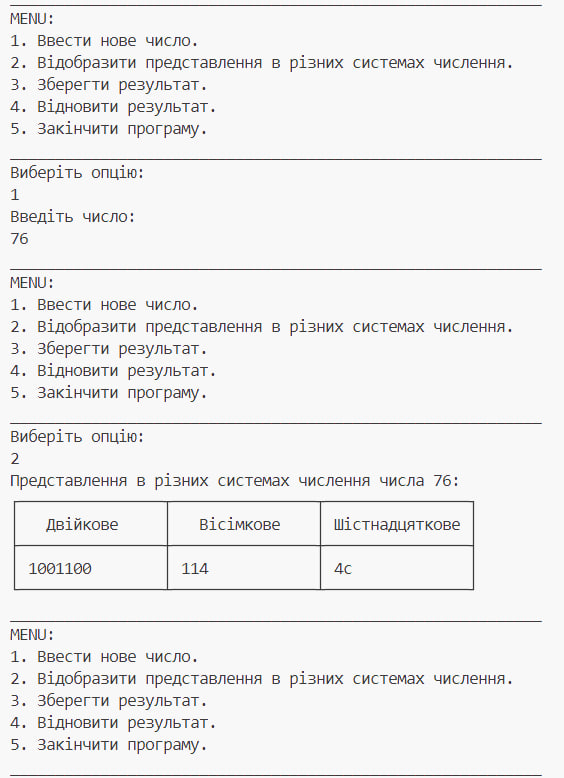 MENU:
1. Ввести нове число.
2. Відобразити представлення в різних системах числення.
3. Зберегти результат.
4. Відновити результат.
5. Закінчити програму.
Виберіть опцію:
1
Введіть число:
76
MENU:
1. Ввести нове число.
2. Відобразити представлення в різних системах числення.
3. Зберегти результат.
4. Відновити результат.
5. Закінчити програму.
Виберіть опцію:
2
Представлення в різних системах числення числа 76:
Двійкове Вісімкове Шістнадцяткове
1001100 114 4c
MENU:
1. Ввести нове число.
2. Відобразити представлення в різних системах числення.
3. Зберегти результат.
4. Відновити результат.
5. Закінчити програму.